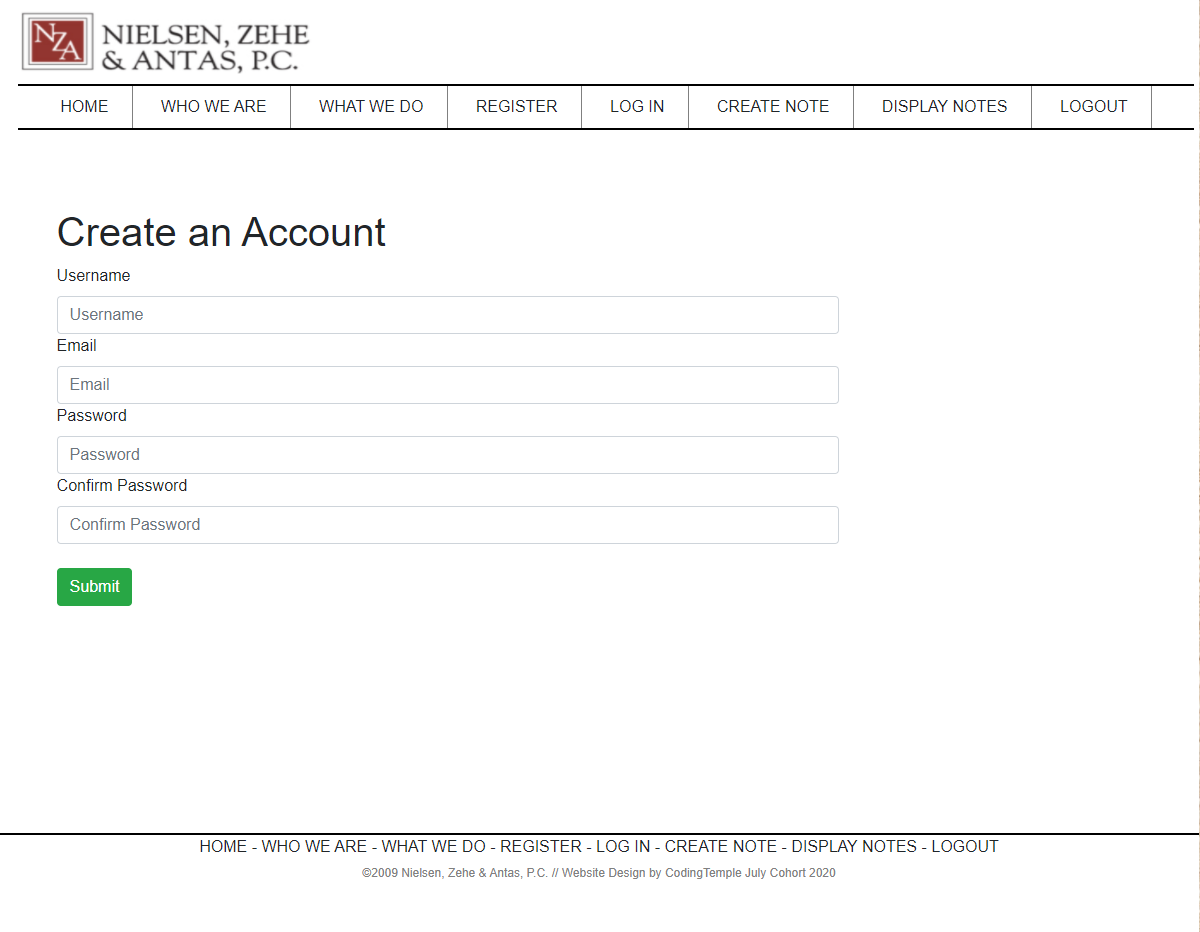 NZA
NIELSEN, ZEHE
& ANTAS, P.C.
HOME WHO WE ARE WHAT WE DO REGISTER LOG IN CREATE NOTE DISPLAY NOTES LOGOUT
Create an Account
Username
Username
Email
Email
Password
Password
Confirm Password
Confirm Password
Submit
HOME - WHO WE ARE - WHAT WE DO - REGISTER - LOG IN - CREATE NOTE - DISPLAY NOTES - LOGOUT
©2009 Nielsen, Zehe & Antas, P.C. // Website Design by CodingTemple July Cohort 2020